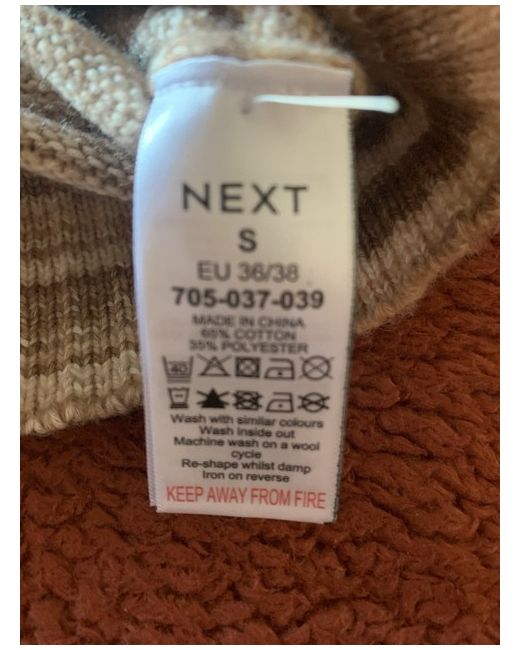 NEXT
S
EU 36/38
705-037-039
MADE IN CHINA
65% COTTON
35% POLYESTER
40
Wash with similar colours
Wash inside out
Machine wash on a wool
cycle
Re-shape whilst damp
Iron on reverse
KEEP AWAY FROM FIRE